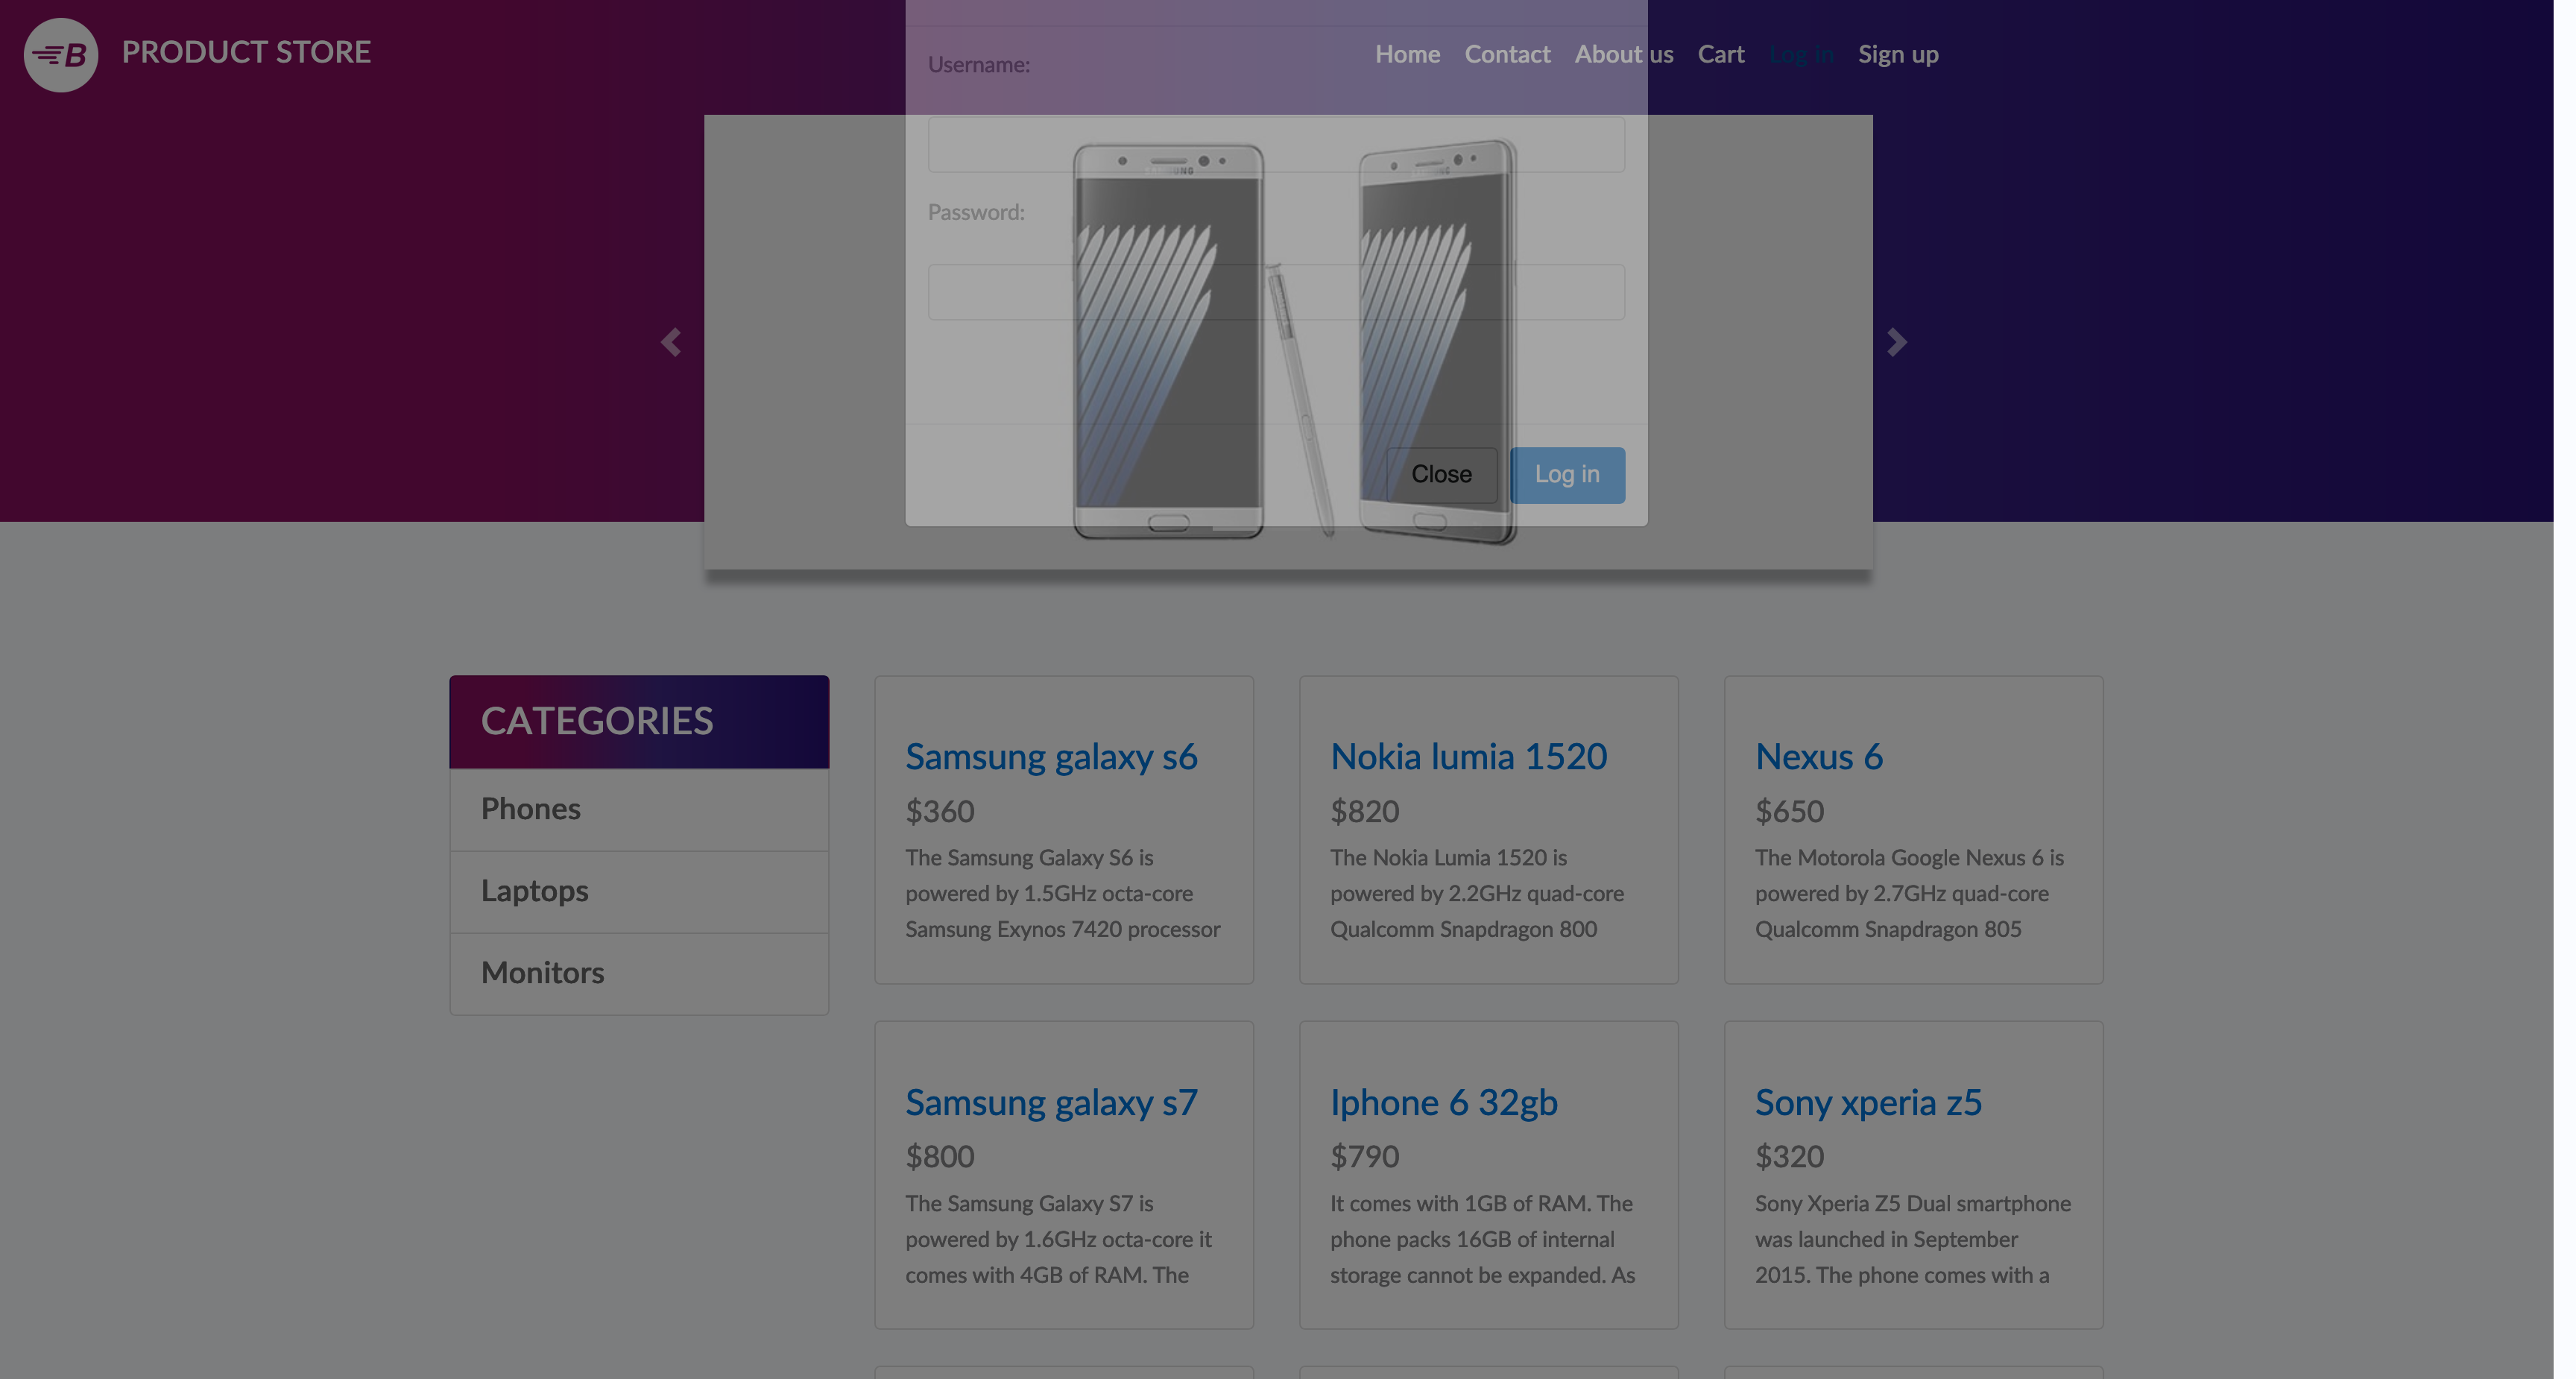 B PRODUCT STORE
Home Contact About us Cart Log in Sign up
Username:
SAMSUNG
Password:
Close Log in
CATEGORIES
Phones
Laptops
Monitors
Samsung galaxy s6
$360
The Samsung Galaxy S6 is
powered by 1.5GHz octa-core
Samsung Exynos 7420 processor
Nokia lumia 1520
$820
The Nokia Lumia 1520 is
powered by 2.2GHz quad-core
Qualcomm Snapdragon 800
Nexus 6
$650
The Motorola Google Nexus 6 is
powered by 2.7GHz quad-core
Qualcomm Snapdragon 805
Samsung galaxy s7
$800
The Samsung Galaxy S7 is
powered by 1.6GHz octa-core it
comes with 4GB of RAM. The
Iphone 6 32gb
$790
It comes with 1GB of RAM. The
phone packs 16GB of internal
storage cannot be expanded. As
Sony xperia z5
$320
Sony Xperia Z5 Dual smartphone
was launched in September
2015. The phone comes with a